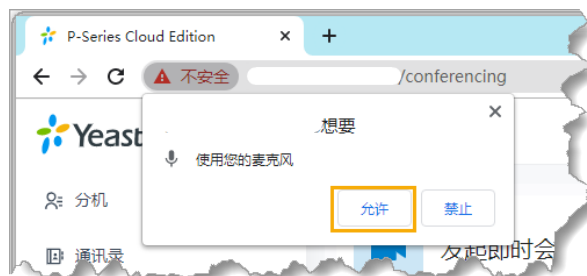 P-Series Cloud Edition
不安全 /conferencing
Yeast
想要
使用您的麦克风
允许 禁止
分机
通讯录
发起即时会